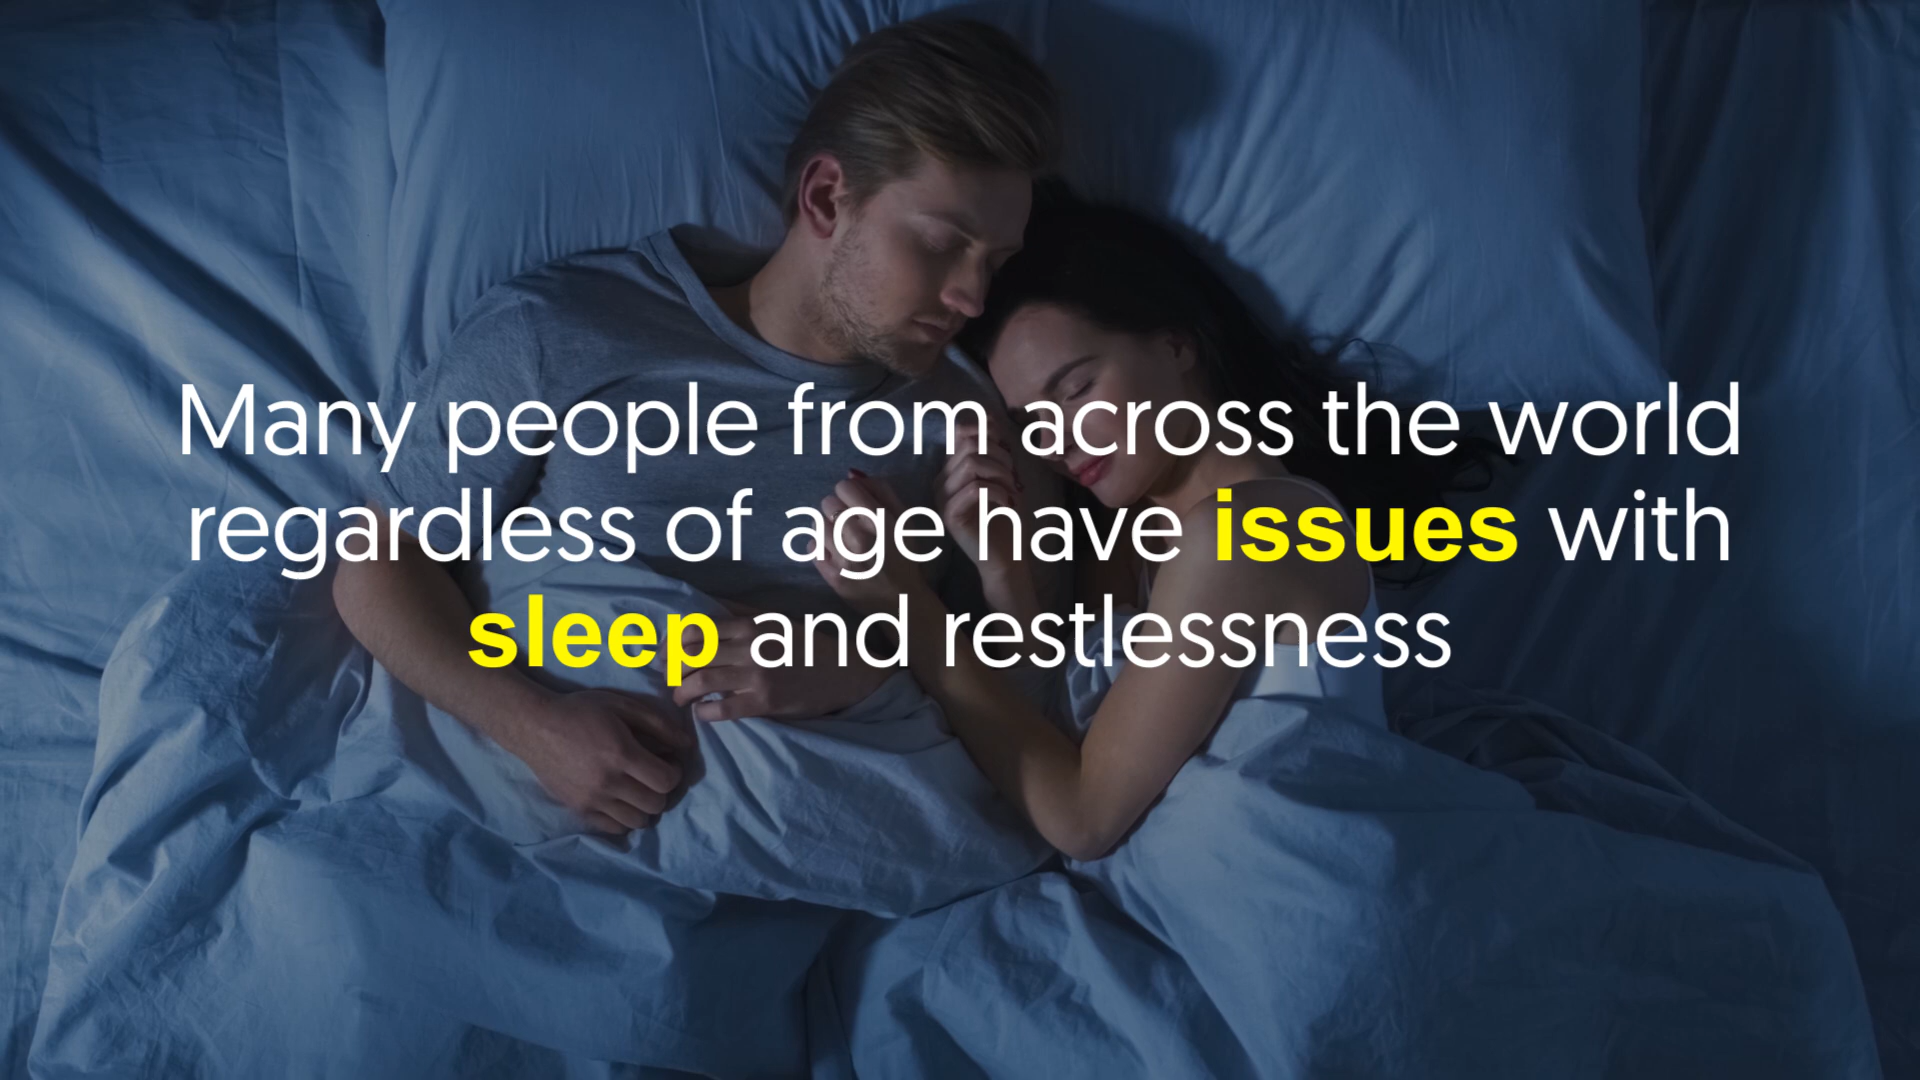 Many people from across the world
regardless of age have issues with
sleep and restlessness